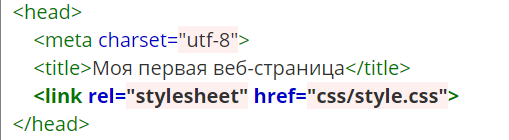 <head>
<meta charset="utf-8">
<title>Моя первая веб-страница</title>
<link rel="stylesheet" href="css/style.css">
</head>